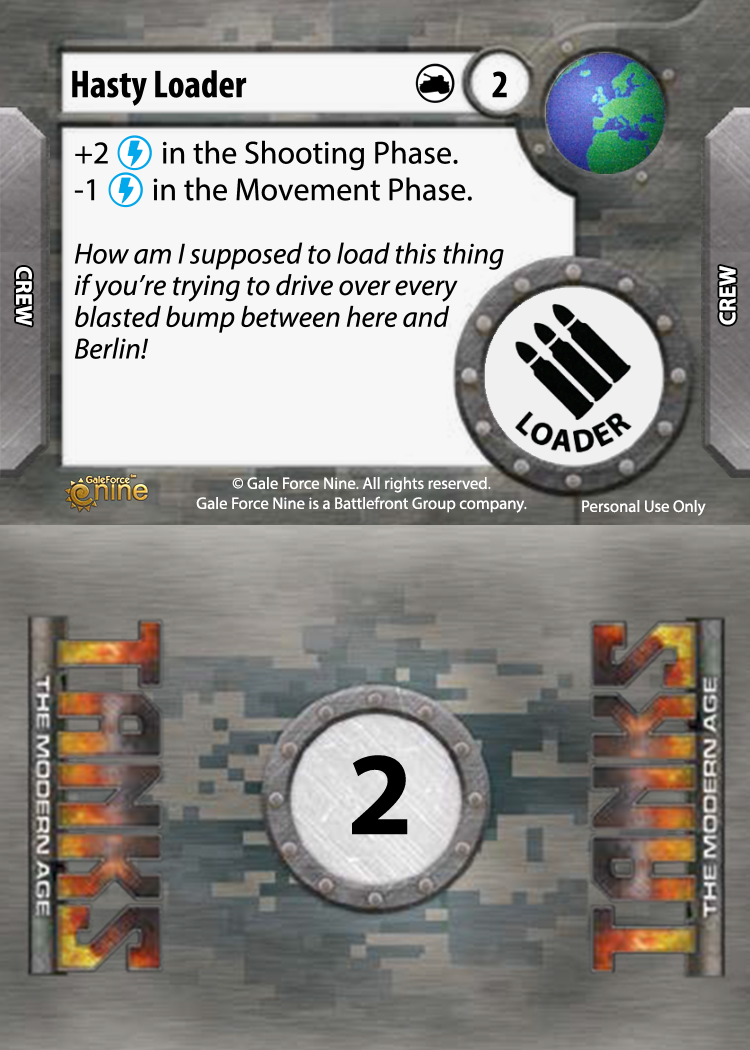 Hasty Loader
2
+2 in the Shooting Phase.
-1 in the Movement Phase.
How am I supposed to load this thing
if you’re trying to drive over every
blasted bump between here and
Berlin!
CREW
CREW
LOADER
GaleForce™
nine
© Gale Force Nine. All rights reserved.
Gale Force Nine is a Battlefront Group company.
Personal Use Only
TANKS
THE MODERN AGE
2
TANKS
THE MODERN AGE